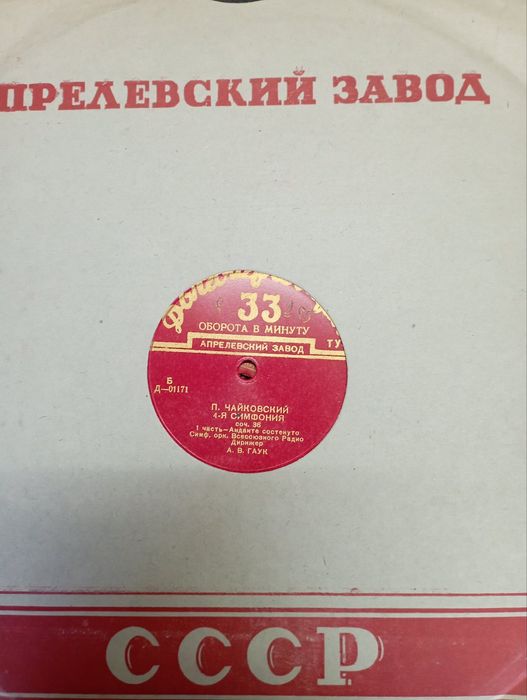 ПРЕЛЕВСКИЙ ЗАВОД
33
ОБОРОТА В МИНУТУ
АПРЕЛЕВСКИЙ ЗАВОД ТУ
Б
Д—01171
П. ЧАЙКОВСКИЙ
4-Я СИМФОНИЯ
соч. 36
I часть—Анданте состенуто
Симф. орк. Всесоюзного Радио
Дирижер
А. В. ГАУК
СССР